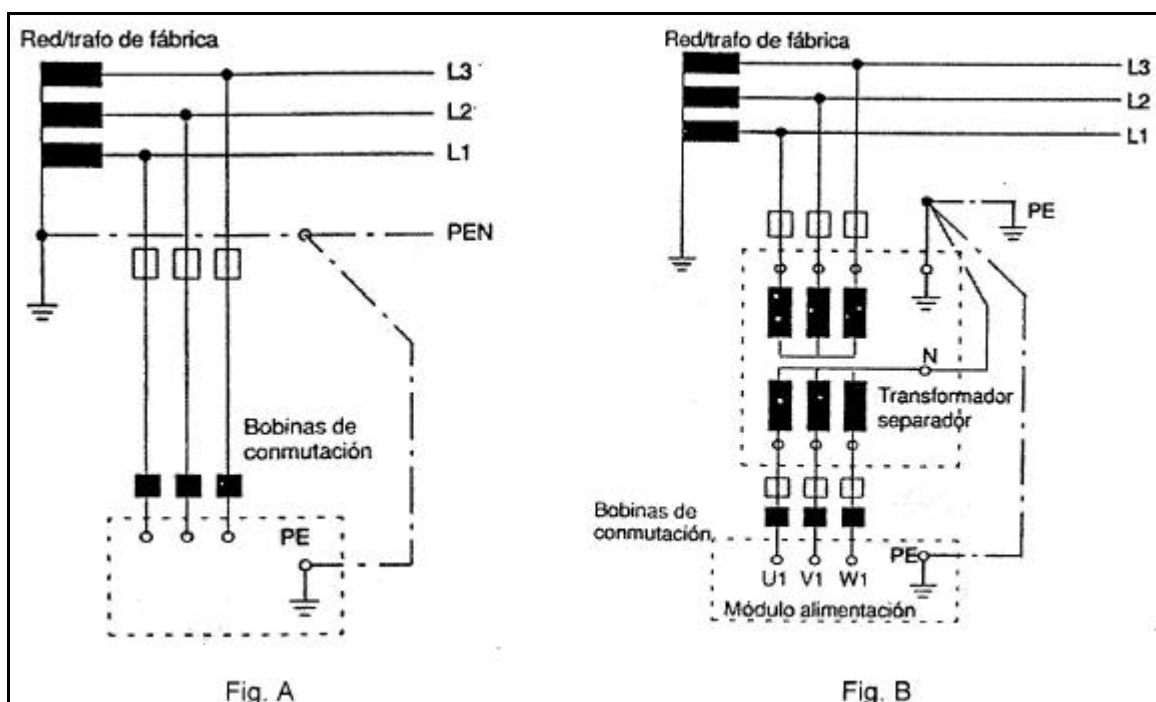 Red/trafo de fábrica
L3
L2
L1
PEN
Bobinas de
conmutación
PE
Fig. A
Red/trafo de fábrica
L3
L2
L1
PE
N
Transformador
separador
Bobinas de
conmutación
PE
U1 V1 W1
Módulo alimentación
Fig. B